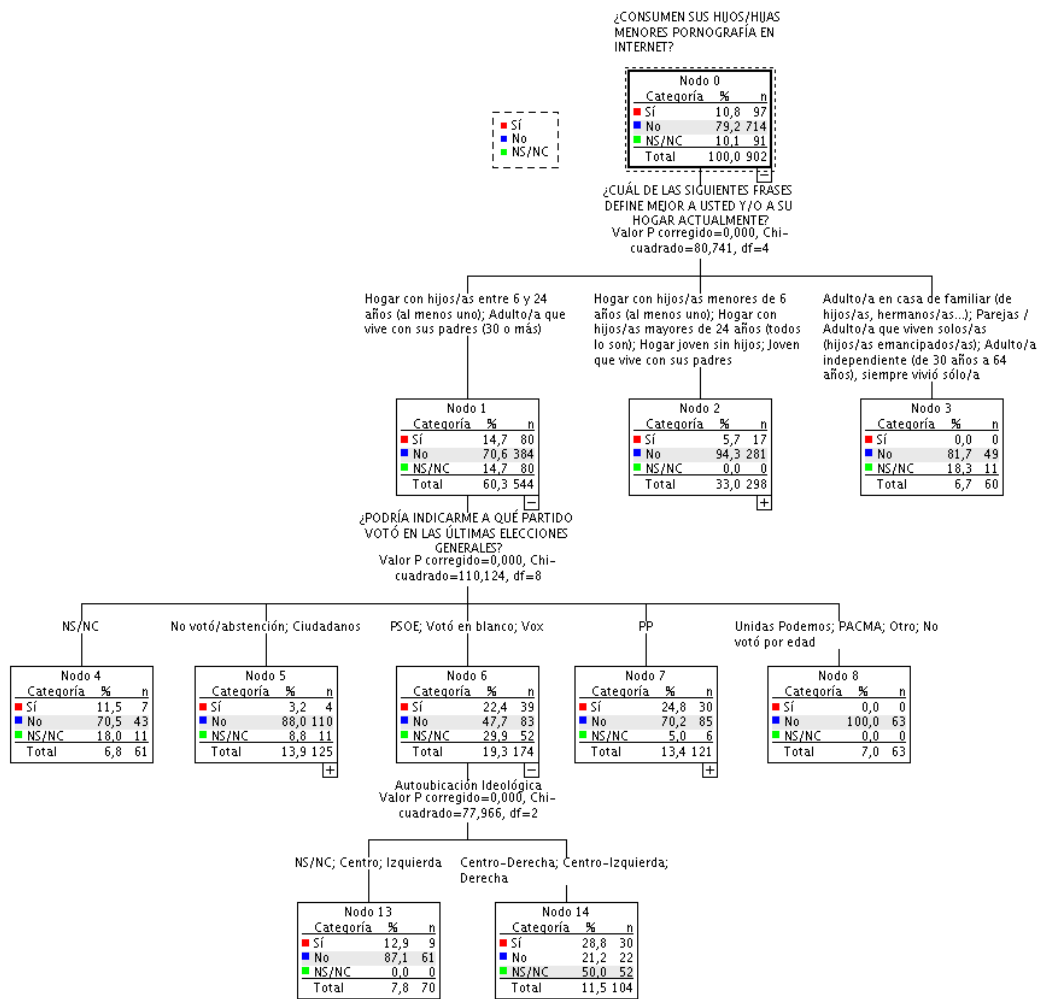 ¿CONSUMEN SUS HIJOS/HIJAS
MENORES PORNOGRAFÍA EN
INTERNET?
Sí
No
NS/NC
Nodo 0
Categoría % n
Sí 10,8 97
No 79,2 714
NS/NC 10,1 91
Total 100,0 902
¿CUÁL DE LAS SIGUIENTES FRASES
DEFINE MEJOR A USTED Y/O A SU
HOGAR ACTUALMENTE?
Valor P corregido=0,000, Chi-
cuadrado=80,741, df=4
Hogar con hijos/as entre 6 y 24
años (al menos uno); Adulto/a que
vive con sus padres (30 o más)
Hogar con hijos/as menores de 6
años (al menos uno); Hogar con
hijos/as mayores de 24 años (todos
lo son); Hogar joven sin hijos; Joven
que vive con sus padres
Adulto/a en casa de familiar (de
hijos/as, hermanos/as...); Parejas /
Adulto/a que viven solos/as
(hijos/as emancipados/as); Adulto/a
independiente (de 30 años a 64
años), siempre vivió sólo/a
Nodo 1
Categoría % n
Sí 14,7 80
No 70,6 384
NS/NC 14,7 80
Total 60,3 544
Nodo 2
Categoría % n
Sí 5,7 17
No 94,3 281
NS/NC 0,0 0
Total 33,0 298
Nodo 3
Categoría % n
Sí 0,0 0
No 81,7 49
NS/NC 18,3 11
Total 6,7 60
¿PODRÍA INDICARME A QUÉ PARTIDO
VOTÓ EN LAS ÚLTIMAS ELECCIONES
GENERALES?
Valor P corregido=0,000, Chi-
cuadrado=110,124, df=8
NS/NC
No votó/abstención; Ciudadanos
PSOE; Votó en blanco; Vox
PP
Unidas Podemos; PACMA; Otro; No
votó por edad
Nodo 4
Categoría % n
Sí 11,5 7
No 70,5 43
NS/NC 18,0 11
Total 6,8 61
Nodo 5
Categoría % n
Sí 3,2 4
No 88,0 110
NS/NC 8,8 11
Total 13,9 125
Nodo 6
Categoría % n
Sí 22,4 39
No 47,7 83
NS/NC 29,9 52
Total 19,3 174
Nodo 7
Categoría % n
Sí 24,8 30
No 70,2 85
NS/NC 5,0 6
Total 13,4 121
Nodo 8
Categoría % n
Sí 0,0 0
No 100,0 63
NS/NC 0,0 0
Total 7,0 63
Autoubicación Ideológica
Valor P corregido=0,000, Chi-
cuadrado=77,966, df=2
NS/NC; Centro; Izquierda
Centro-Derecha; Centro-Izquierda;
Derecha
Nodo 13
Categoría % n
Sí 12,9 9
No 87,1 61
NS/NC 0,0 0
Total 7,8 70
Nodo 14
Categoría % n
Sí 28,8 30
No 21,2 22
NS/NC 50,0 52
Total 11,5 104